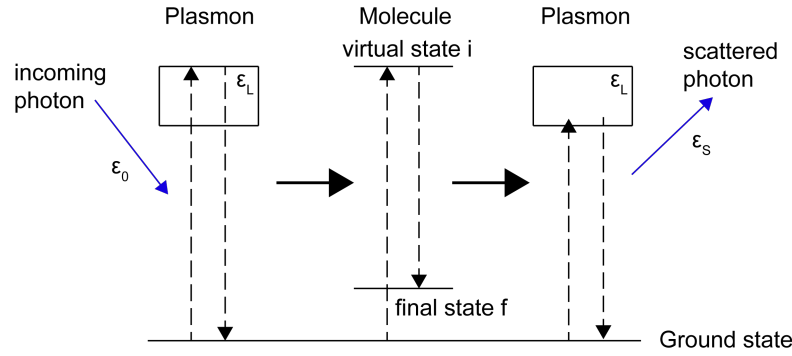 Plasmon
Molecule
Plasmon
virtual state i
incoming
photon
ε0
εL
εL
scattered
photon
εS
final state f
Ground state